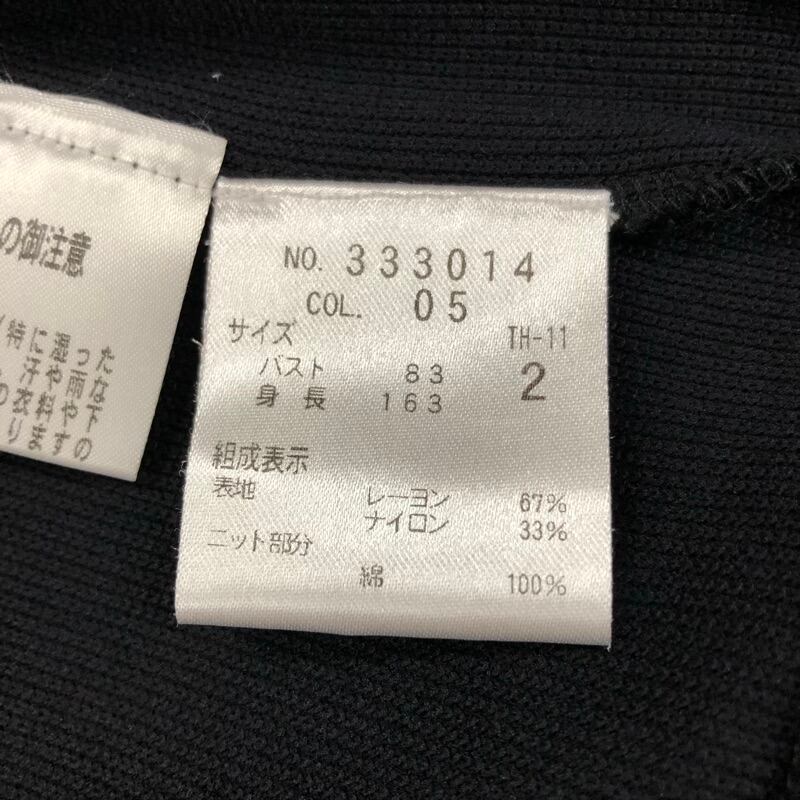 の御注意
特に湿った
汗や雨な
の衣料や下
りますの
NO. 333014
COL. 05
サイズ TH-11
バスト 83 2
身長 163
組成表示
表地 レーヨン 67%
ナイロン 33%
ニット部分
綿 100%